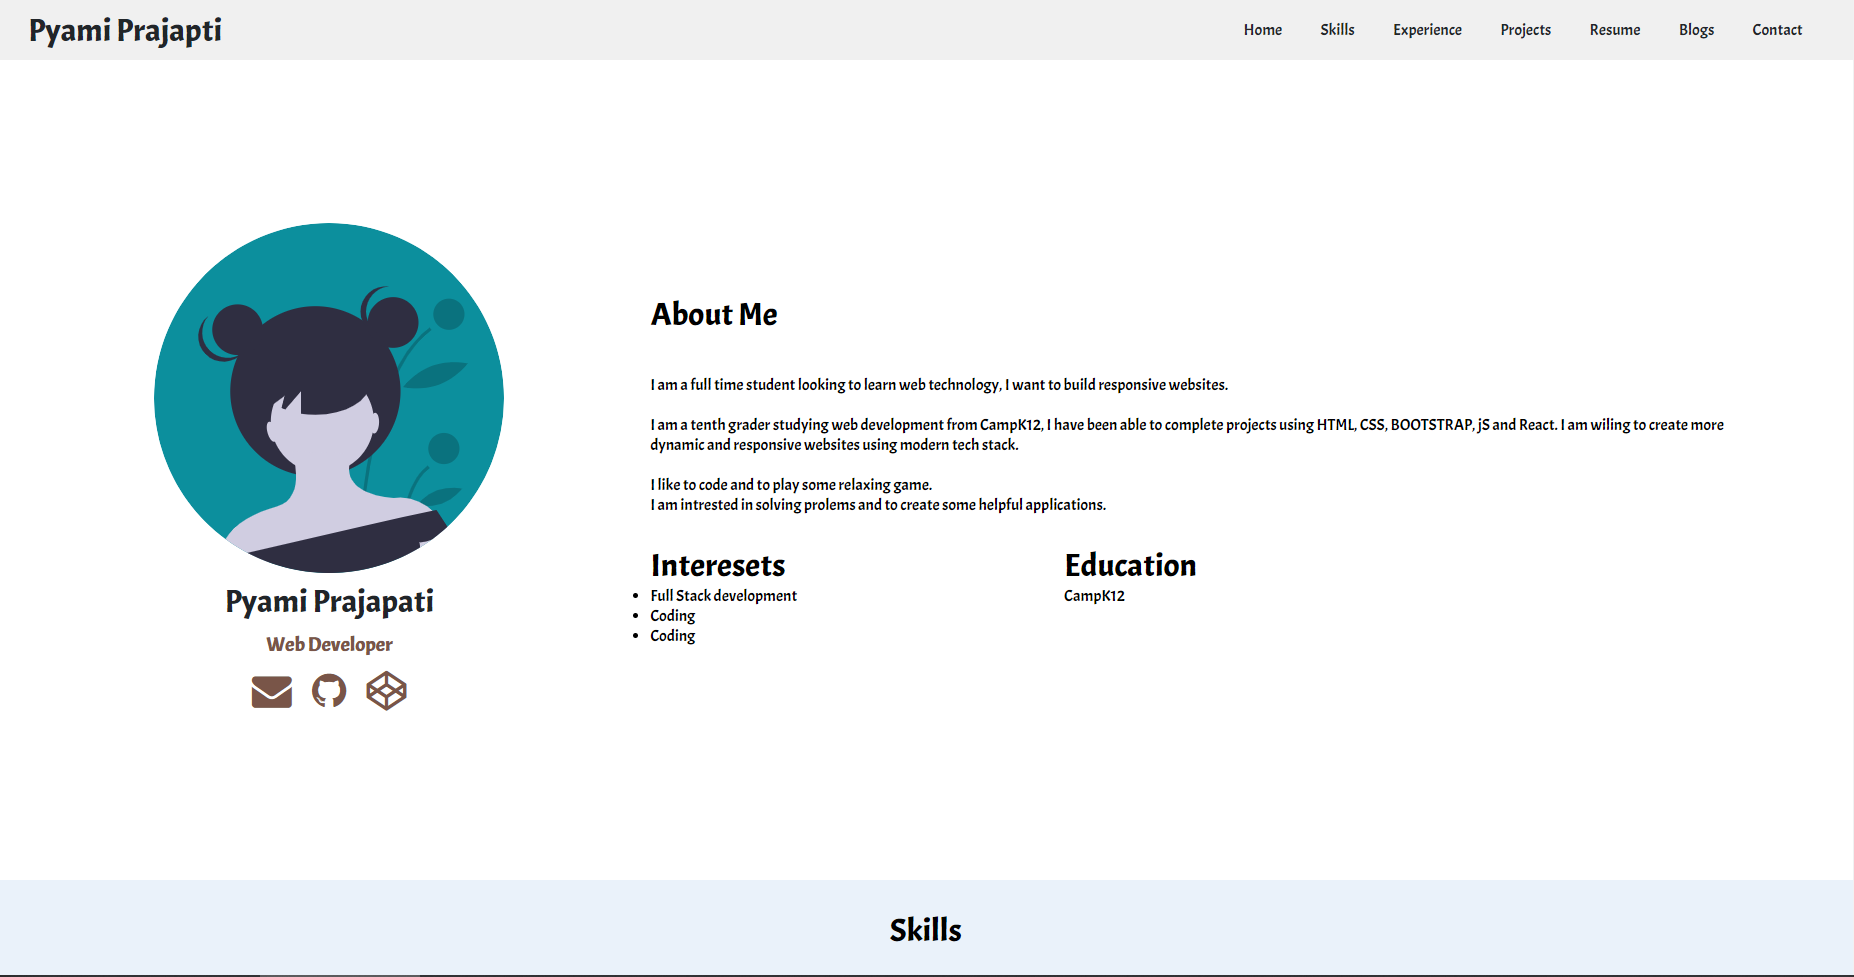 Pyami Prajapti
Home Skills Experience Projects Resume Blogs Contact
About Me
I am a full time student looking to learn web technology, I want to build responsive websites.
I am a tenth grader studying web development from CampK12, I have been able to complete projects using HTML, CSS, BOOTSTRAP, jS and React. I am wiling to create more
dynamic and responsive websites using modern tech stack.
I like to code and to play some relaxing game.
I am intrested in solving prolems and to create some helpful applications.
Interesets
Full Stack development
Coding
Coding
Education
CampK12
Pyami Prajapati
Web Developer
Skills